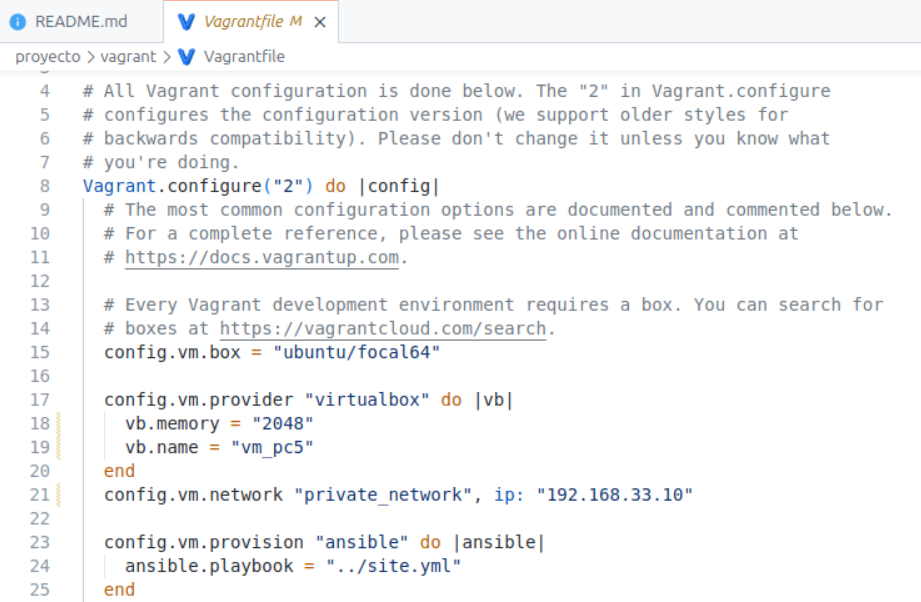 README.md
Vagrantfile M
proyecto > vagrant > Vagrantfile
4 # All Vagrant configuration is done below. The "2" in Vagrant.configure
5 # configures the configuration version (we support older styles for
6 # backwards compatibility). Please don't change it unless you know what
7 # you're doing.
8 Vagrant.configure("2") do |config|
9 # The most common configuration options are documented and commented below.
10 # For a complete reference, please see the online documentation at
11 # https://docs.vagrantup.com.
12
13 # Every Vagrant development environment requires a box. You can search for
14 # boxes at https://vagrantcloud.com/search.
15 config.vm.box = "ubuntu/focal64"
16
17 config.vm.provider "virtualbox" do |vb|
18 vb.memory = "2048"
19 vb.name = "vm_pc5"
20 end
21 config.vm.network "private_network", ip: "192.168.33.10"
22
23 config.vm.provision "ansible" do |ansible|
24 ansible.playbook = "../site.yml"
25 end